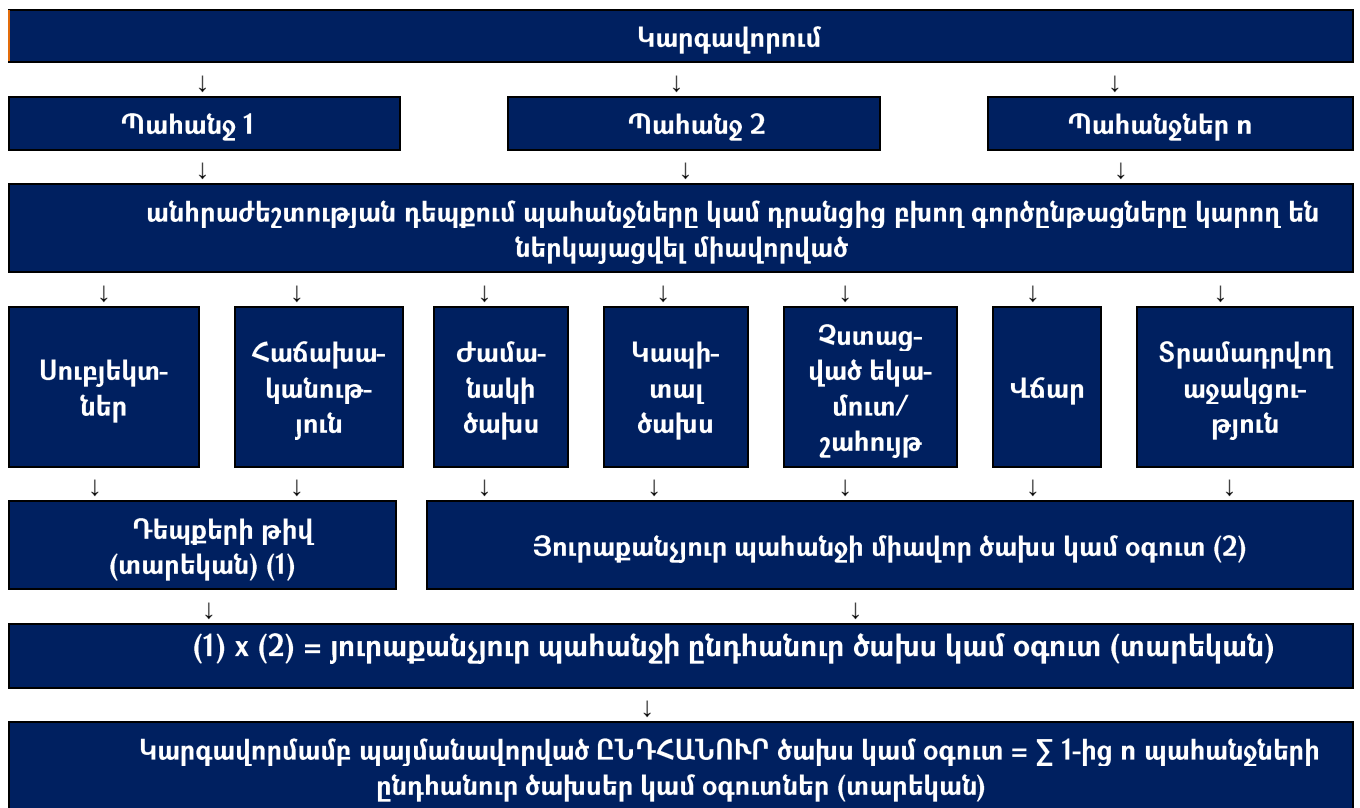 Կարգավորում
↓ ↓ ↓
Պահանջ 1
Պահանջ 2
Պահանջներ n
↓ ↓ ↓
անհրաժեշտության դեպքում պահանջները կամ դրանցից բխող գործընթացները կարող են
ներկայացվել միավորված
↓ ↓ ↓ ↓ ↓ ↓ ↓
Սուբյեկտ-
ներ
Հաճախա-
կանութ-
յուն
Ժամա-
նակի
ծախս
Կապի-
տալ
ծախս
Չստաց-
ված եկա-
մուտ/
շահույթ
Վճար
Տրամադրվող
աջակցու-
թյուն
↓ ↓ ↓ ↓ ↓ ↓ ↓
Դեպքերի թիվ
(տարեկան) (1)
Յուրաքանչյուր պահանջի միավոր ծախս կամ օգուտ (2)
↓ ↓
(1) x (2) = յուրաքանչյուր պահանջի ընդհանուր ծախս կամ օգուտ (տարեկան)
↓
Կարգավորմամբ պայմանավորված ԸՆԴՀԱՆՈՒՐ ծախս կամ օգուտ = ∑ 1-ից n պահանջների
ընդհանուր ծախսեր կամ օգուտներ (տարեկան)